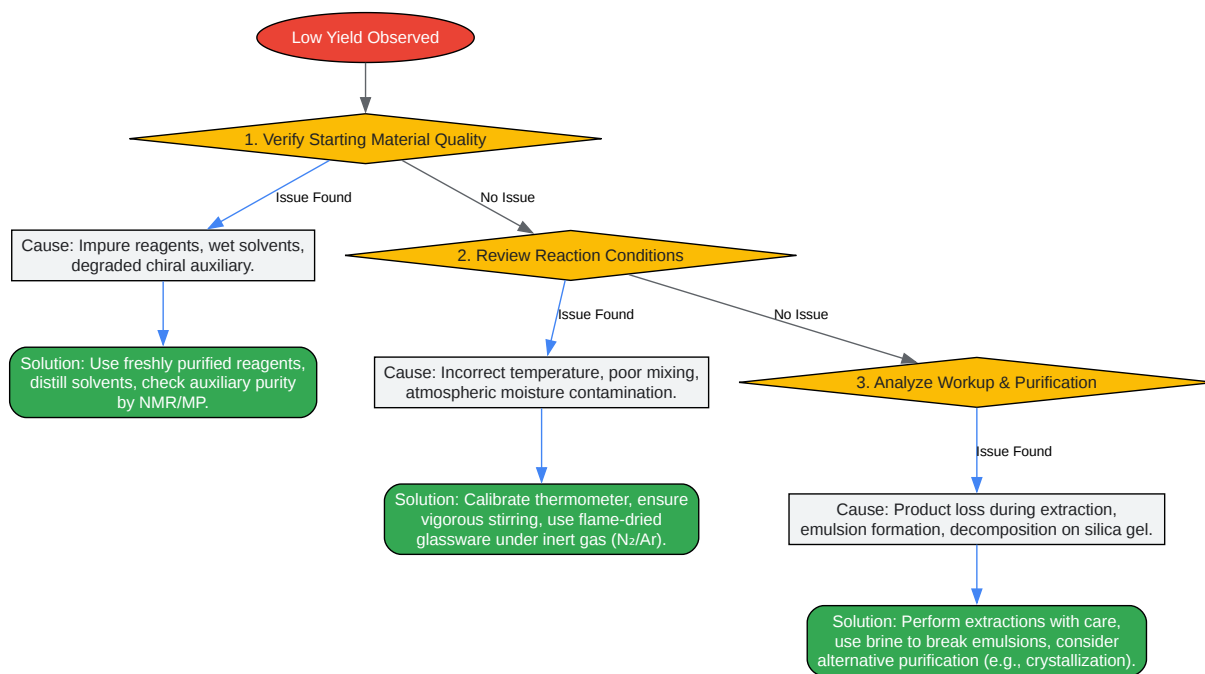 Low Yield Observed
1. Verify Starting Material Quality
Issue Found
No Issue
Cause: Impure reagents, wet solvents,
degraded chiral auxiliary.
2. Review Reaction Conditions
Solution: Use freshly purified reagents,
distill solvents, check auxiliary purity
by NMR/MP.
Issue Found
No Issue
Cause: Incorrect temperature, poor mixing,
atmospheric moisture contamination.
3. Analyze Workup & Purification
Issue Found
Solution: Calibrate thermometer, ensure
vigorous stirring, use flame-dried
glassware under inert gas (N₂/Ar).
Cause: Product loss during extraction,
emulsion formation, decomposition on silica gel.
Solution: Perform extractions with care,
use brine to break emulsions, consider
alternative purification (e.g., crystallization).